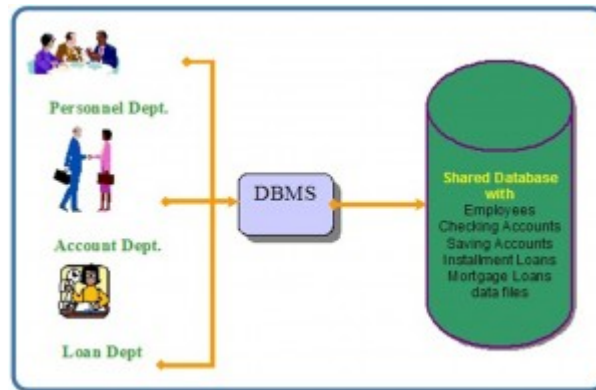 Personnel Dept.
Account Dept.
Loan Dept
DBMS
Shared Database
with
Employees
Checking Accounts
Saving Accounts
Installment Loans
Mortgage Loans
data files